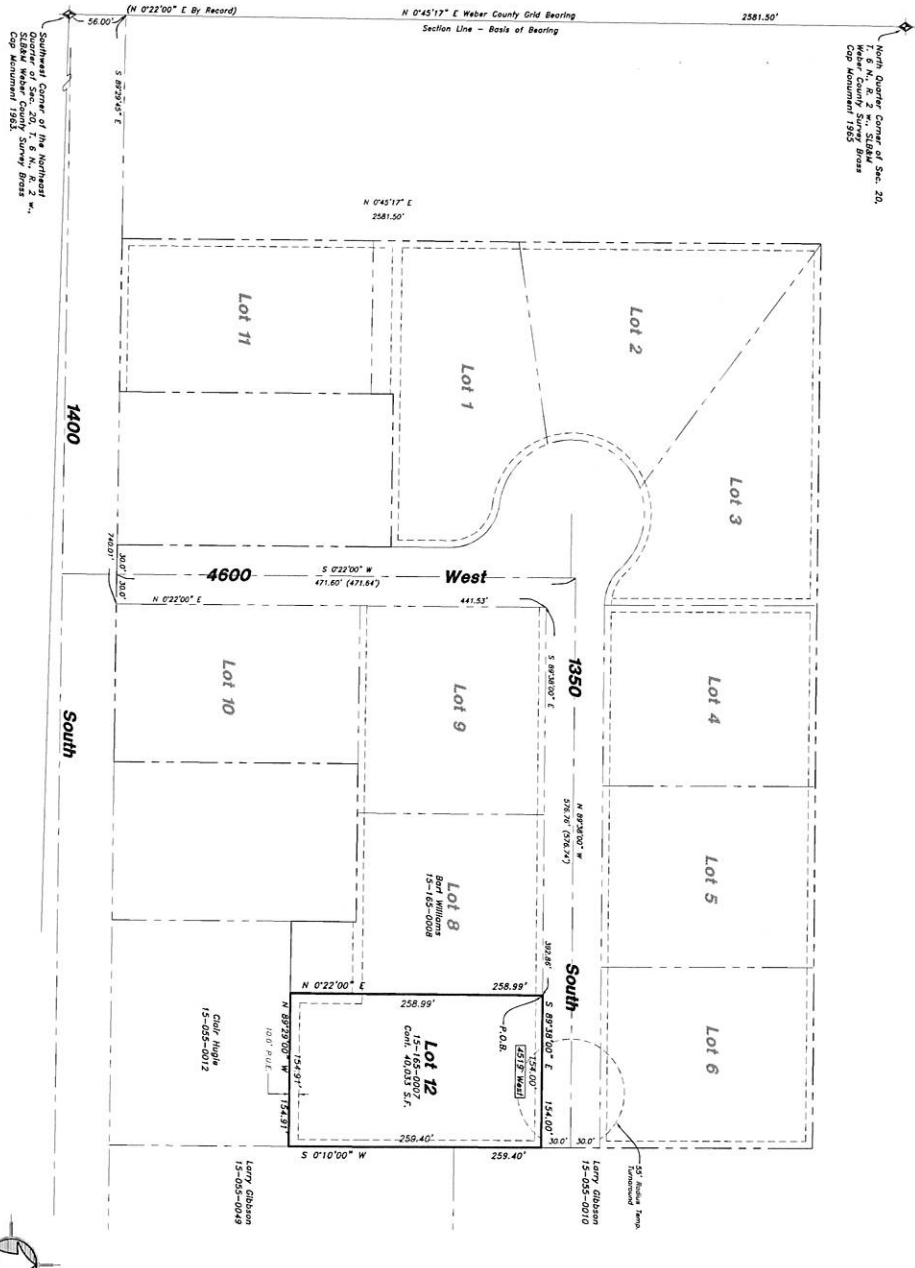 (N 0°22'00" E By Record)
N 0°45'17" E Weber County Grid Bearing
2581.50'
Section Line - Basis of Bearing
56.00'
S 89°29'45" E
Southwest Corner of the Northeast
Quarter of Sec. 20, T. 6 N., R. 2 w.,
SLB&M Weber County Survey Brass
Cap Monument 1963.
North Quarter Corner of Sec. 20,
T. 6 N., R. 2 w., SLB&M
Weber County Survey Brass
Cap Monument 1965
N 0°45'17" E
2581.50'
Lot 11
Lot 1
Lot 2
Lot 3
1400
South
740.01'
30.0'
30.0'
4600
West
S 0°22'00" W
471.60' (471.64')
N 0°22'00" E
441.53'
1350
South
S 89°38'00" E
N 89°38'00" W
576.76' (576.74')
392.86'
Lot 10
Lot 9
Lot 4
Lot 5
Lot 6
Lot 8
Bart Williams
15-165-0008
N 0°22'00" E
258.99'
258.99'
P.O.B.
S 89°38'00" E
154.00'
154.00'
4519 West
Lot 12
15-165-0007
Cont. 40,033 S.F.
N 89°29'00" W
154.91'
154.91'
10.0' P.U.E.
259.40'
S 0°10'00" W
259.40'
30.0'
30.0'
55' Radius Temp.
Turnaround
Clair Hugie
15-055-0012
Larry Gibbson
15-055-0049
Larry Gibbson
15-055-0010